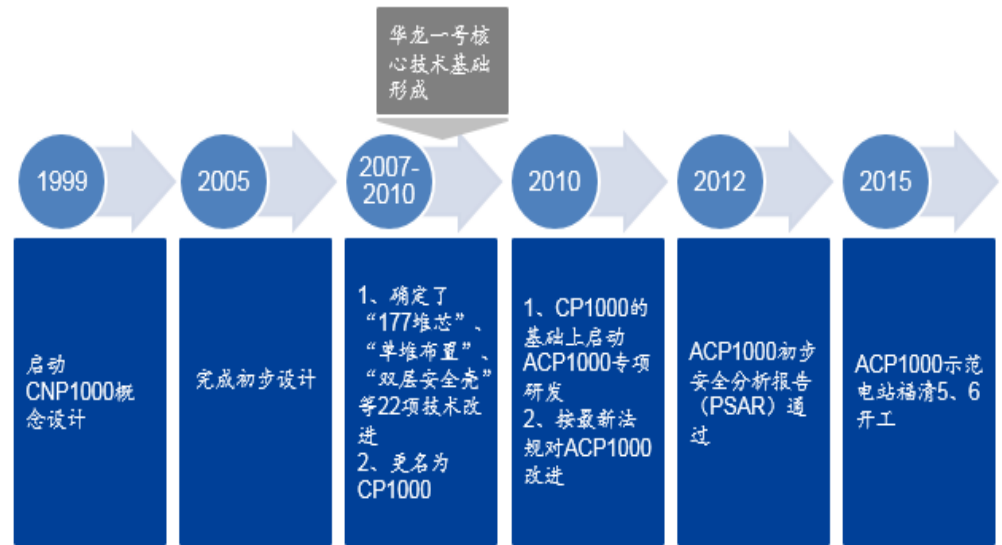 华龙一号核
心技术基础
形成
1999
2005
2007-
2010
2010
2012
2015
启动
CNP1000概
念设计
完成初步设计
1、确定了
“177堆芯”、
“单堆布置”、
“双层安全壳”
等22项技术改
进
2、更名为
CP1000
1、CP1000的
基础上启动
ACP1000专项
研发
2、按最新法
规对ACP1000
改进
ACP1000初步
安全分析报告
（PSAR）通
过
ACP1000示范
电站福清5、6
开工